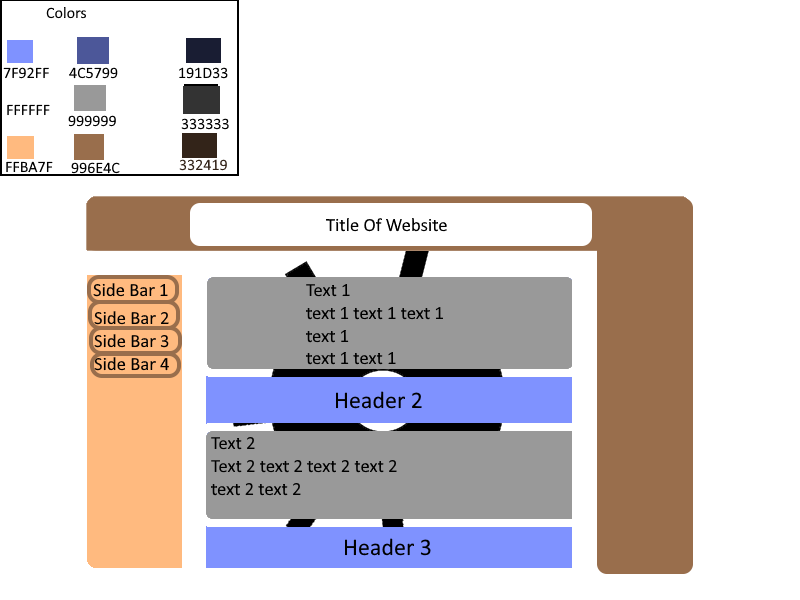 Colors
7F92FF 4C5799 191D33
FFFFFF 999999 333333
FFBA7F 996E4C 332419
Title Of Website
Side Bar 1
Side Bar 2
Side Bar 3
Side Bar 4
Text 1
text 1 text 1 text 1
text 1
text 1 text 1
Header 2
Text 2
Text 2 text 2 text 2 text 2
text 2 text 2
Header 3